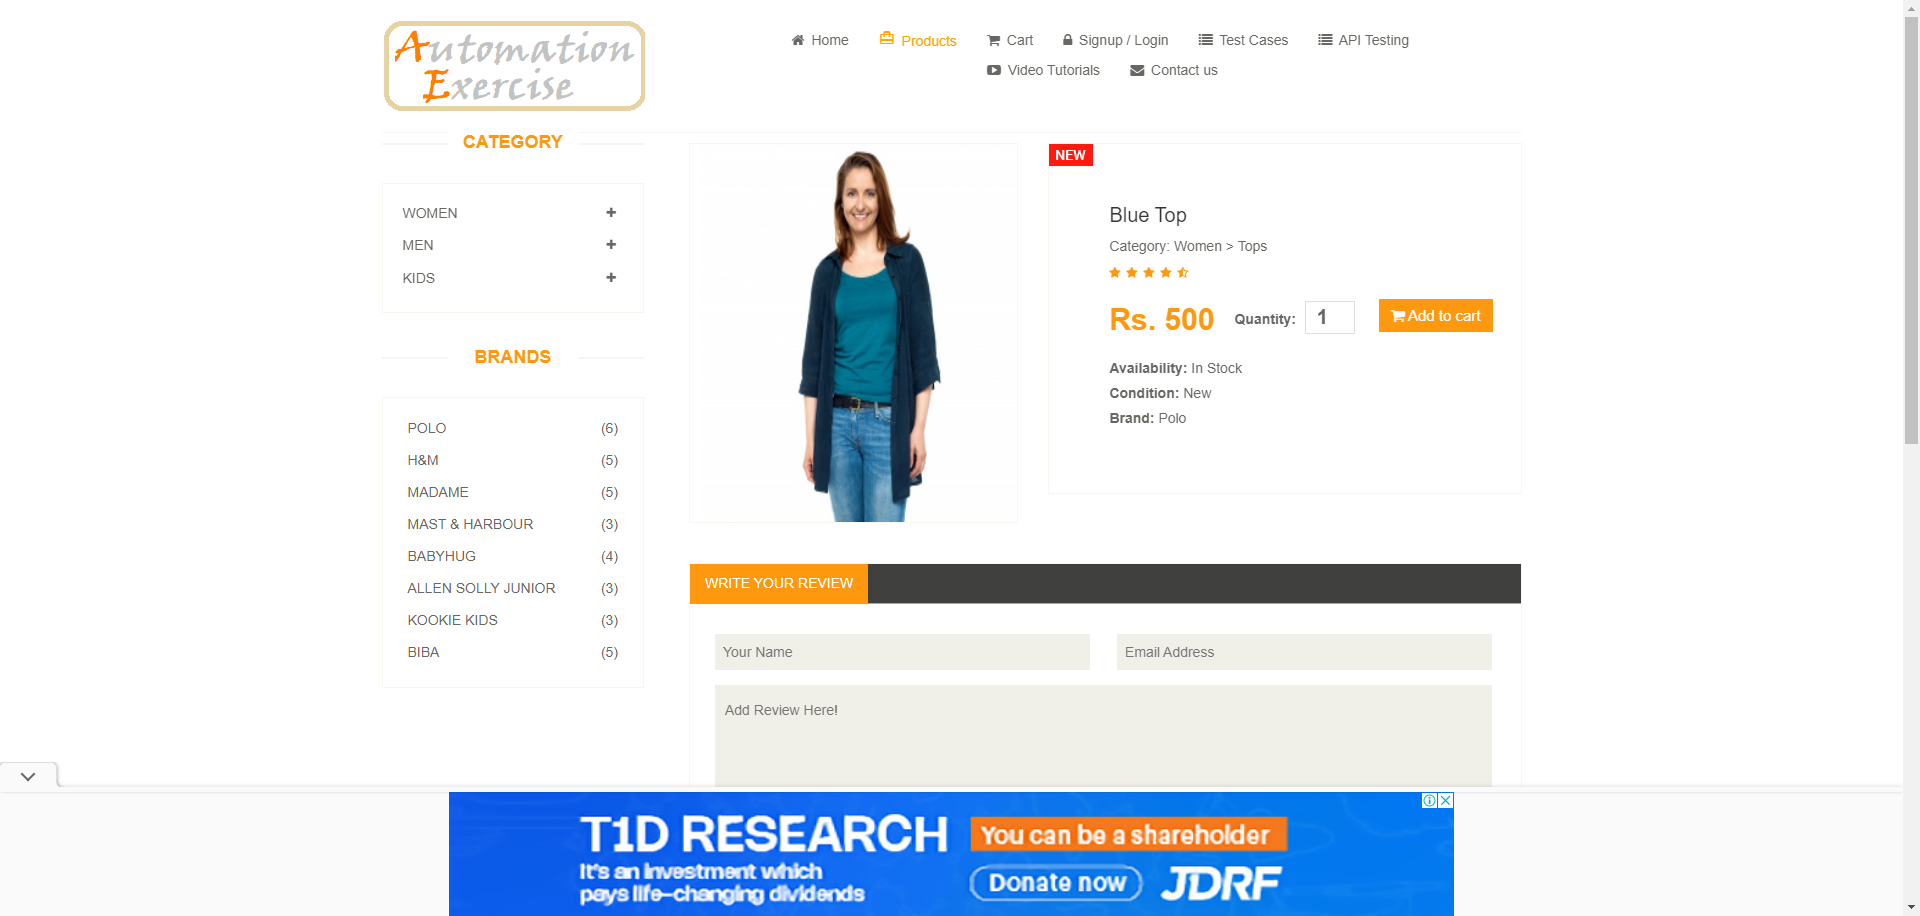 Automation
Exercise
Home
Products
Cart
Signup / Login
Test Cases
API Testing
Video Tutorials
Contact us
CATEGORY
WOMEN
MEN
KIDS
BRANDS
POLO (6)
H&M (5)
MADAME (5)
MAST & HARBOUR (3)
BABYHUG (4)
ALLEN SOLLY JUNIOR (3)
KOOKIE KIDS (3)
BIBA (5)
NEW
Blue Top
Category: Women > Tops
Rs. 500 Quantity: 1 Add to cart
Availability: In Stock
Condition: New
Brand: Polo
WRITE YOUR REVIEW
Your Name
Email Address
Add Review Here!
T1D RESEARCH
It's an investment which
pays life-changing dividends
You can be a shareholder
Donate now
JDRF